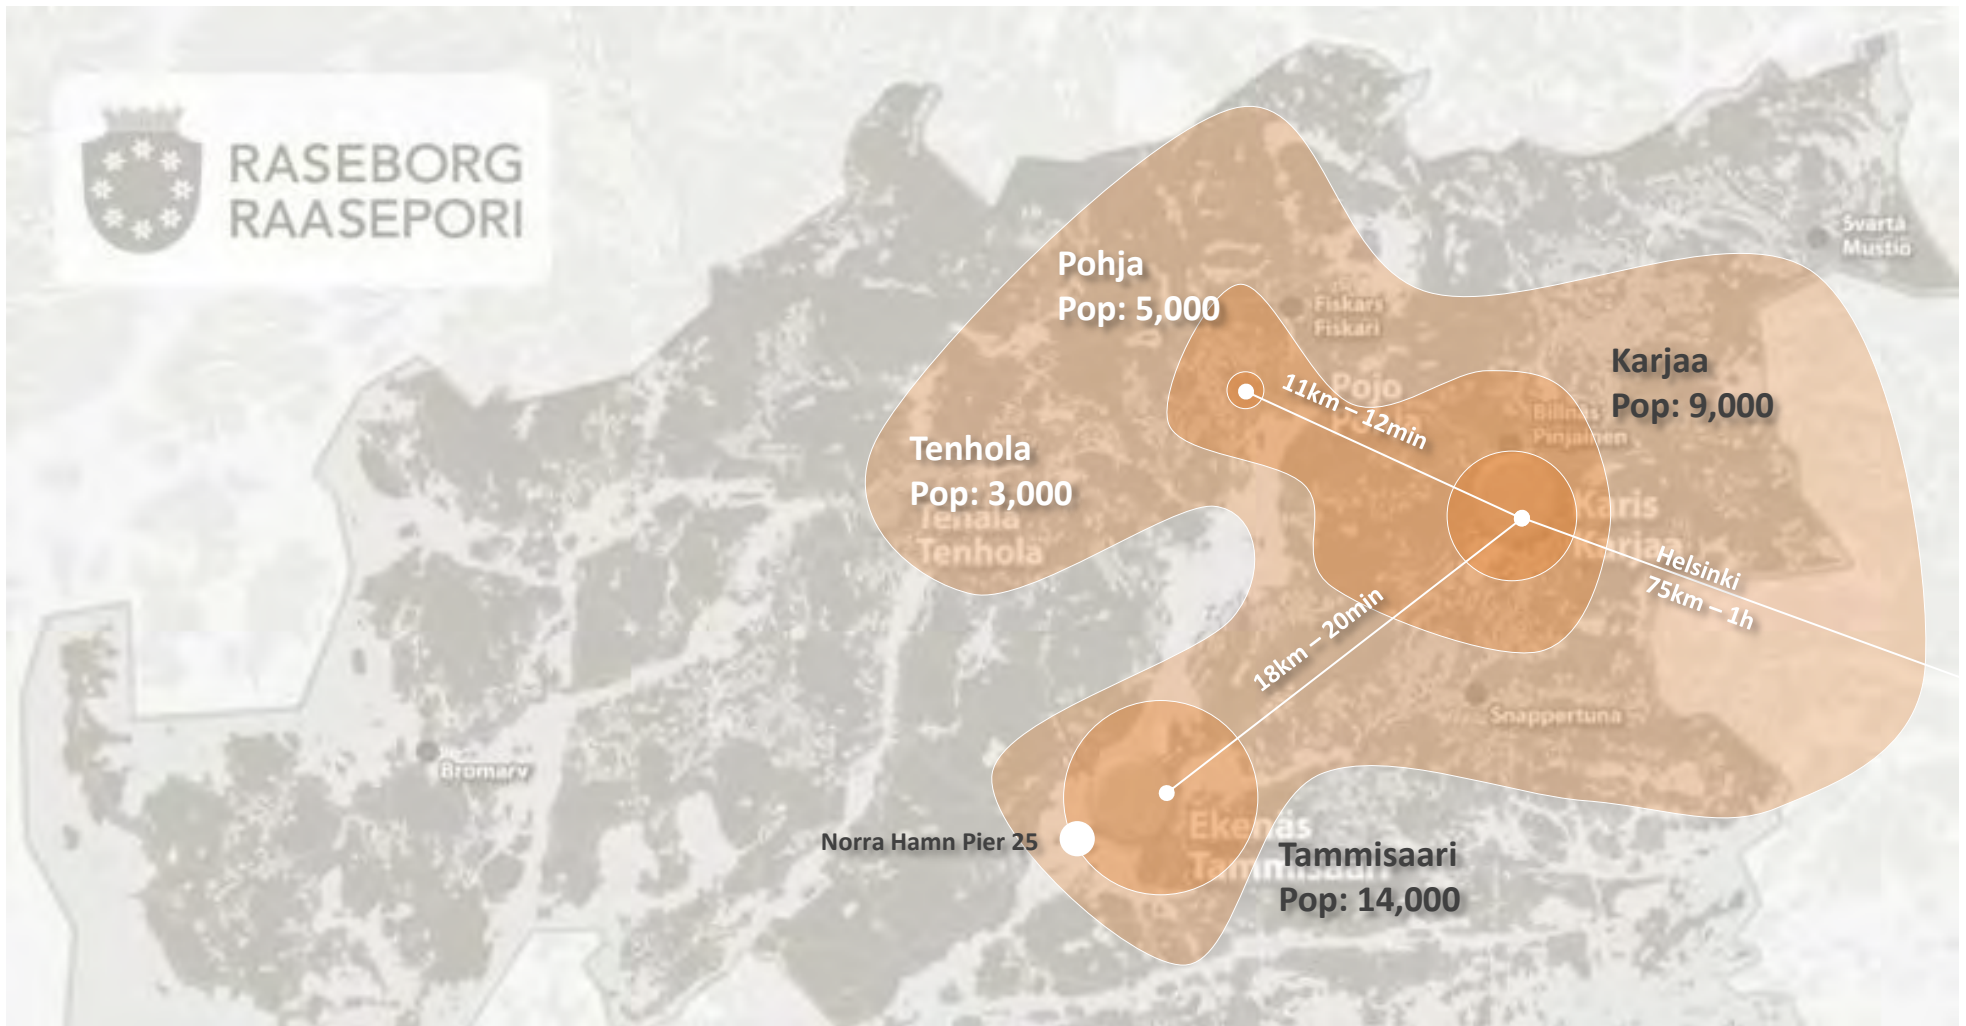 RASEBORG
RAASEPORI
Svartå
Mustio
Pohja
Pop: 5,000
Fiskars
Fiskari
Karjaa
Pop: 9,000
11km – 12min
Pojo
Billnäs
Pinjainen
Tenhola
Pop: 3,000
Tenala
Tenhola
Karis
Karjaa
Helsinki
75km – 1h
18km – 20min
Snappertuna
Bromarv
Norra Hamn Pier 25
Ekenäs
Tammisaari
Tammisaari
Pop: 14,000